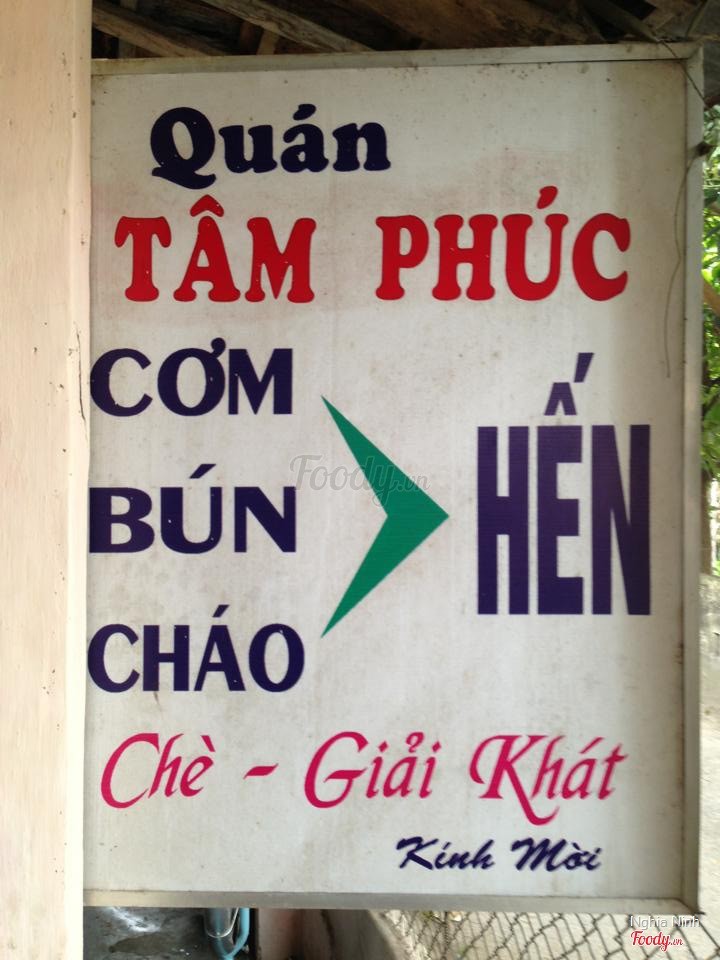 Quán
TÂM PHÚC
CƠM
BÚN
CHÁO
HẾN
Foody.vn
Chè - Giải Khát
Kính Mời
Nghia Ninh
Foody.vn